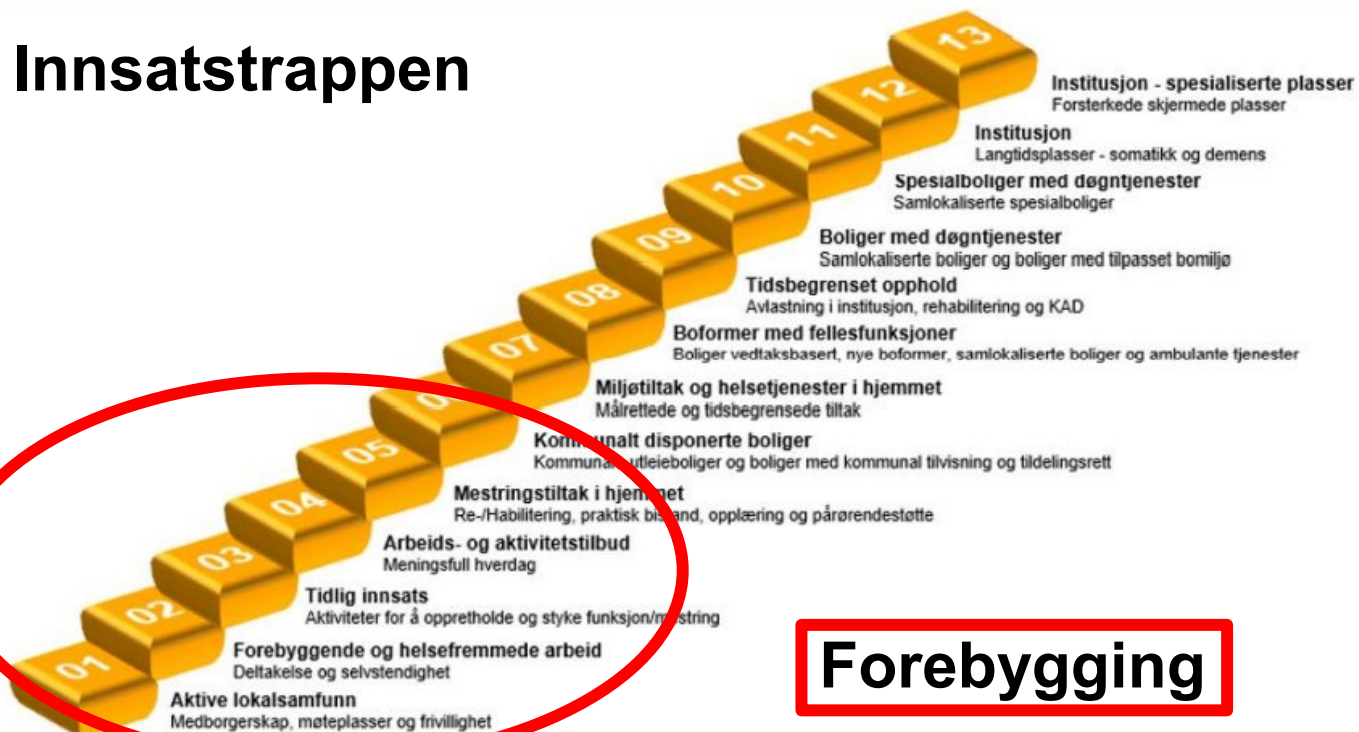 Innsatstrappen
13
Institusjon - spesialiserte plasser
Forsterkede skjermede plasser
12
Institusjon
Langtidsplasser - somatikk og demens
11
Spesialboliger med døgntjenester
Samlokaliserte spesialboliger
10
Boliger med døgntjenester
Samlokaliserte boliger og boliger med tilpasset bomiljø
09
Tidsbegrenset opphold
Avlastning i institusjon, rehabilitering og KAD
08
Boformer med fellesfunksjoner
Boliger vedtaksbasert, nye boformer, samlokaliserte boliger og ambulante tjenester
07
Miljøtiltak og helsetjenester i hjemmet
Målrettede og tidsbegrensede tiltak
06
Kommunalt disponerte boliger
Kommunale utleieboliger og boliger med kommunal tilvisning og tildelingsrett
05
Mestringstiltak i hjemmet
Re-/Habilitering, praktisk bistand, opplæring og pårørendestøtte
04
Arbeids- og aktivitetstilbud
Meningsfull hverdag
03
Tidlig innsats
Aktiviteter for å oppretholde og styke funksjon/mestring
02
Forebyggende og helsefremmede arbeid
Deltakelse og selvstendighet
01
Aktive lokalsamfunn
Medborgerskap, møteplasser og frivillighet
Forebygging